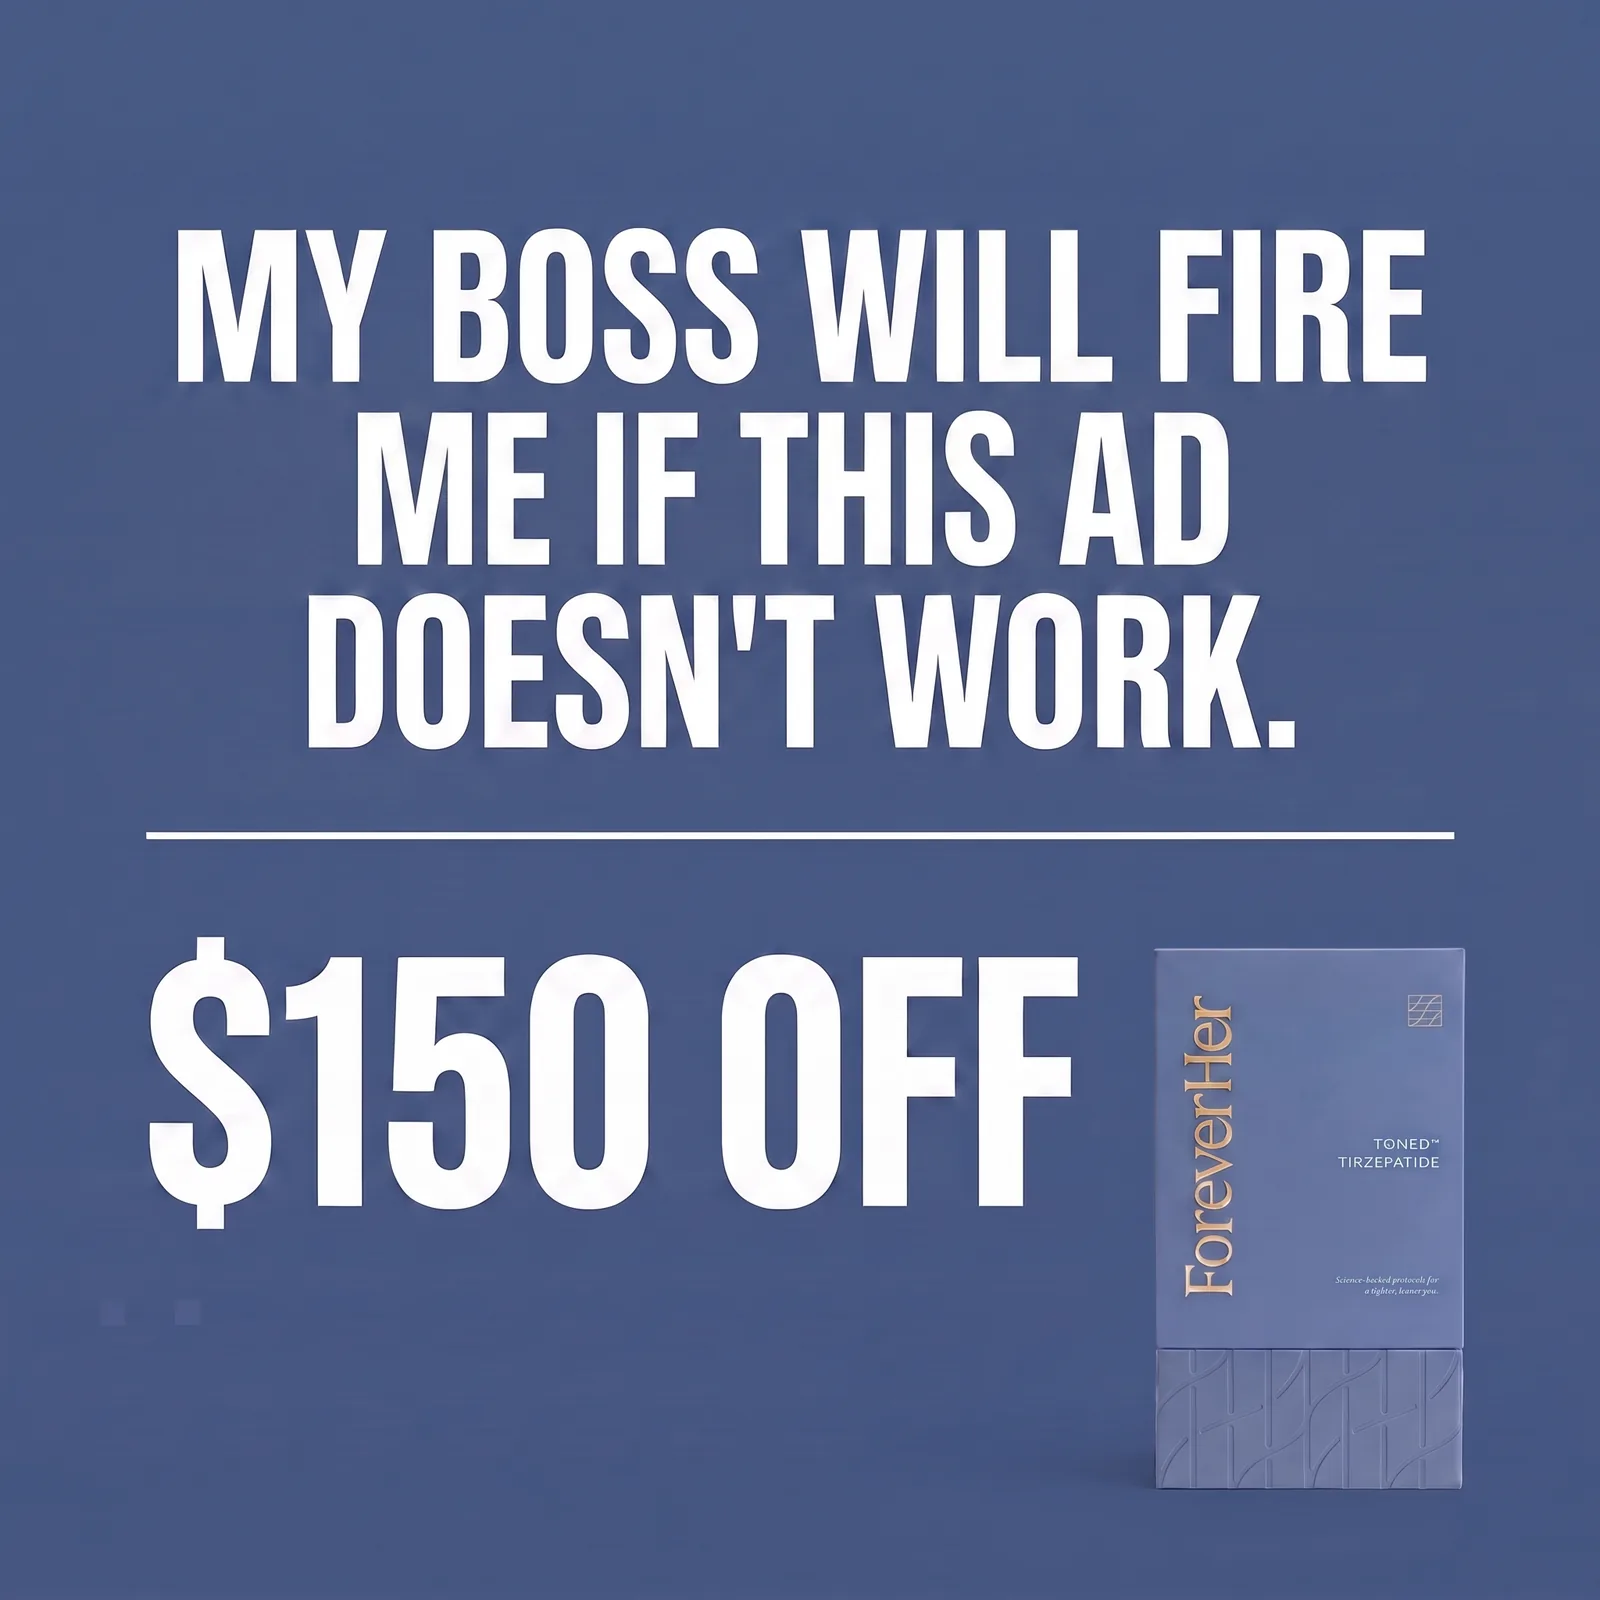 MY BOSS WILL FIRE
ME IF THIS AD
DOESN'T WORK.
$150 OFF
ForeverHer
TONED™
TIRZEPATIDE
Science-backed protocols for
a tighter, leaner you.